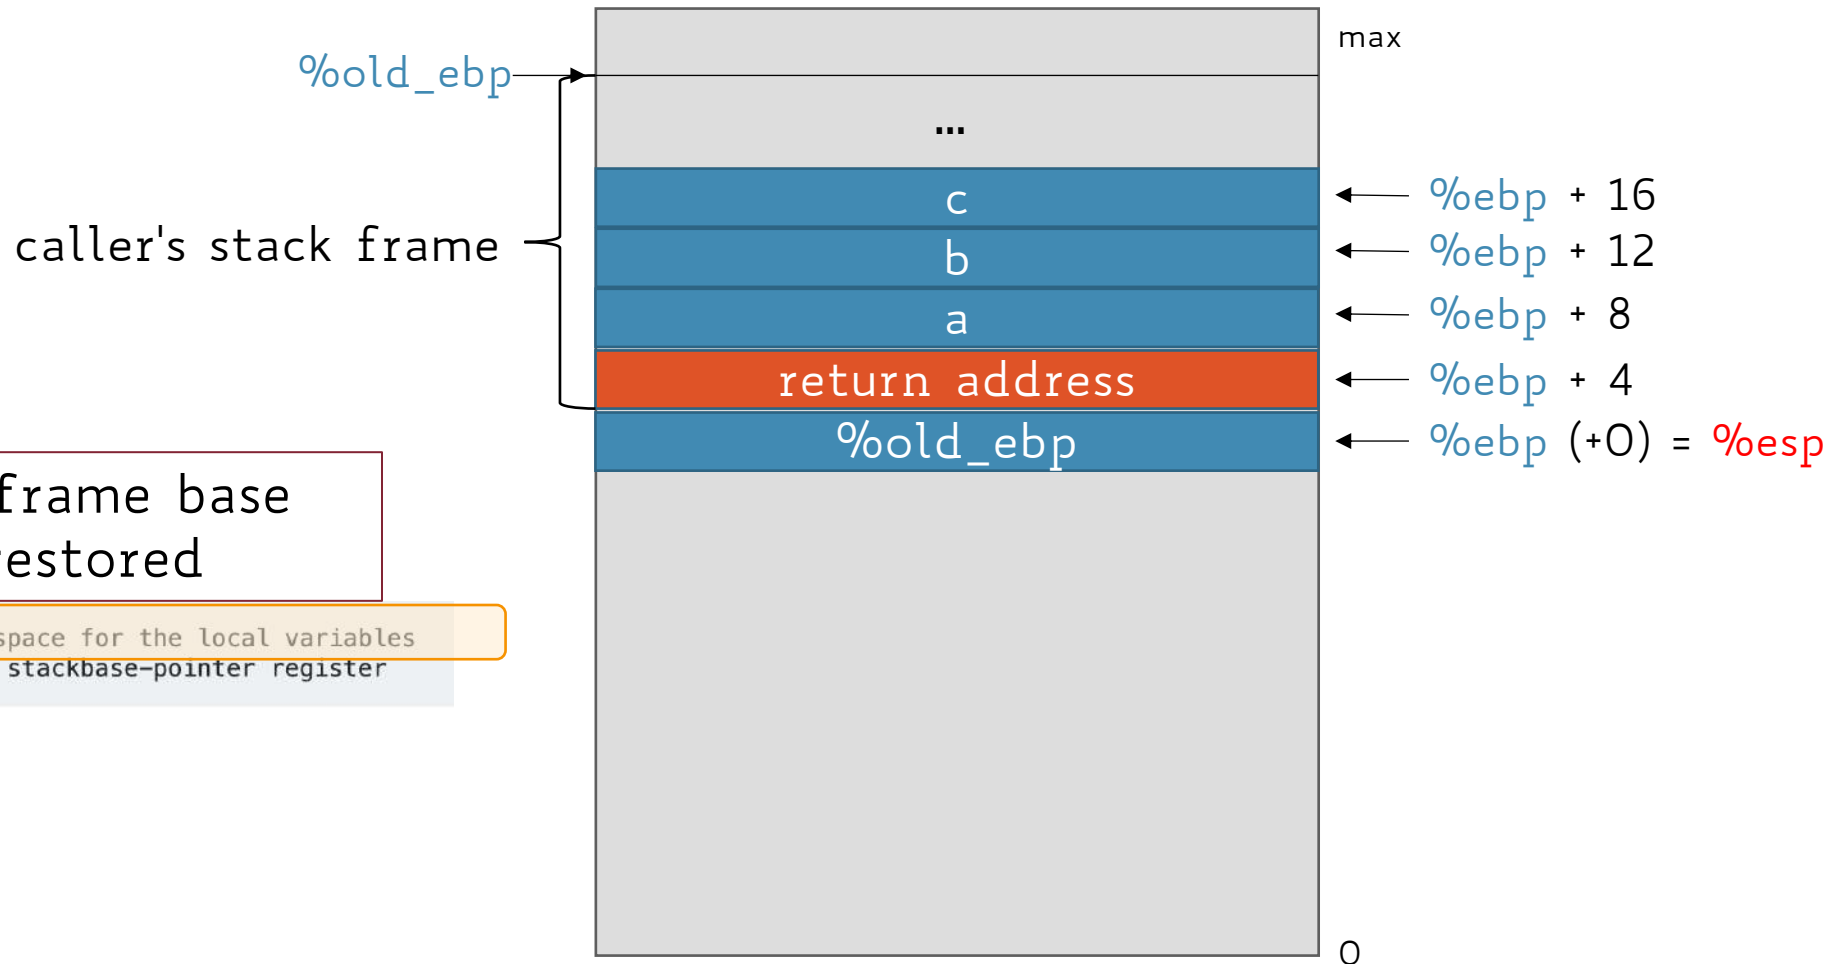 max
%old_ebp
...
c
%ebp + 16
caller's stack frame
b
%ebp + 12
a
%ebp + 8
return address
%ebp + 4
%old_ebp
%ebp (+0) = %esp
frame base
restored
space for the local variables
stackbase-pointer register
0